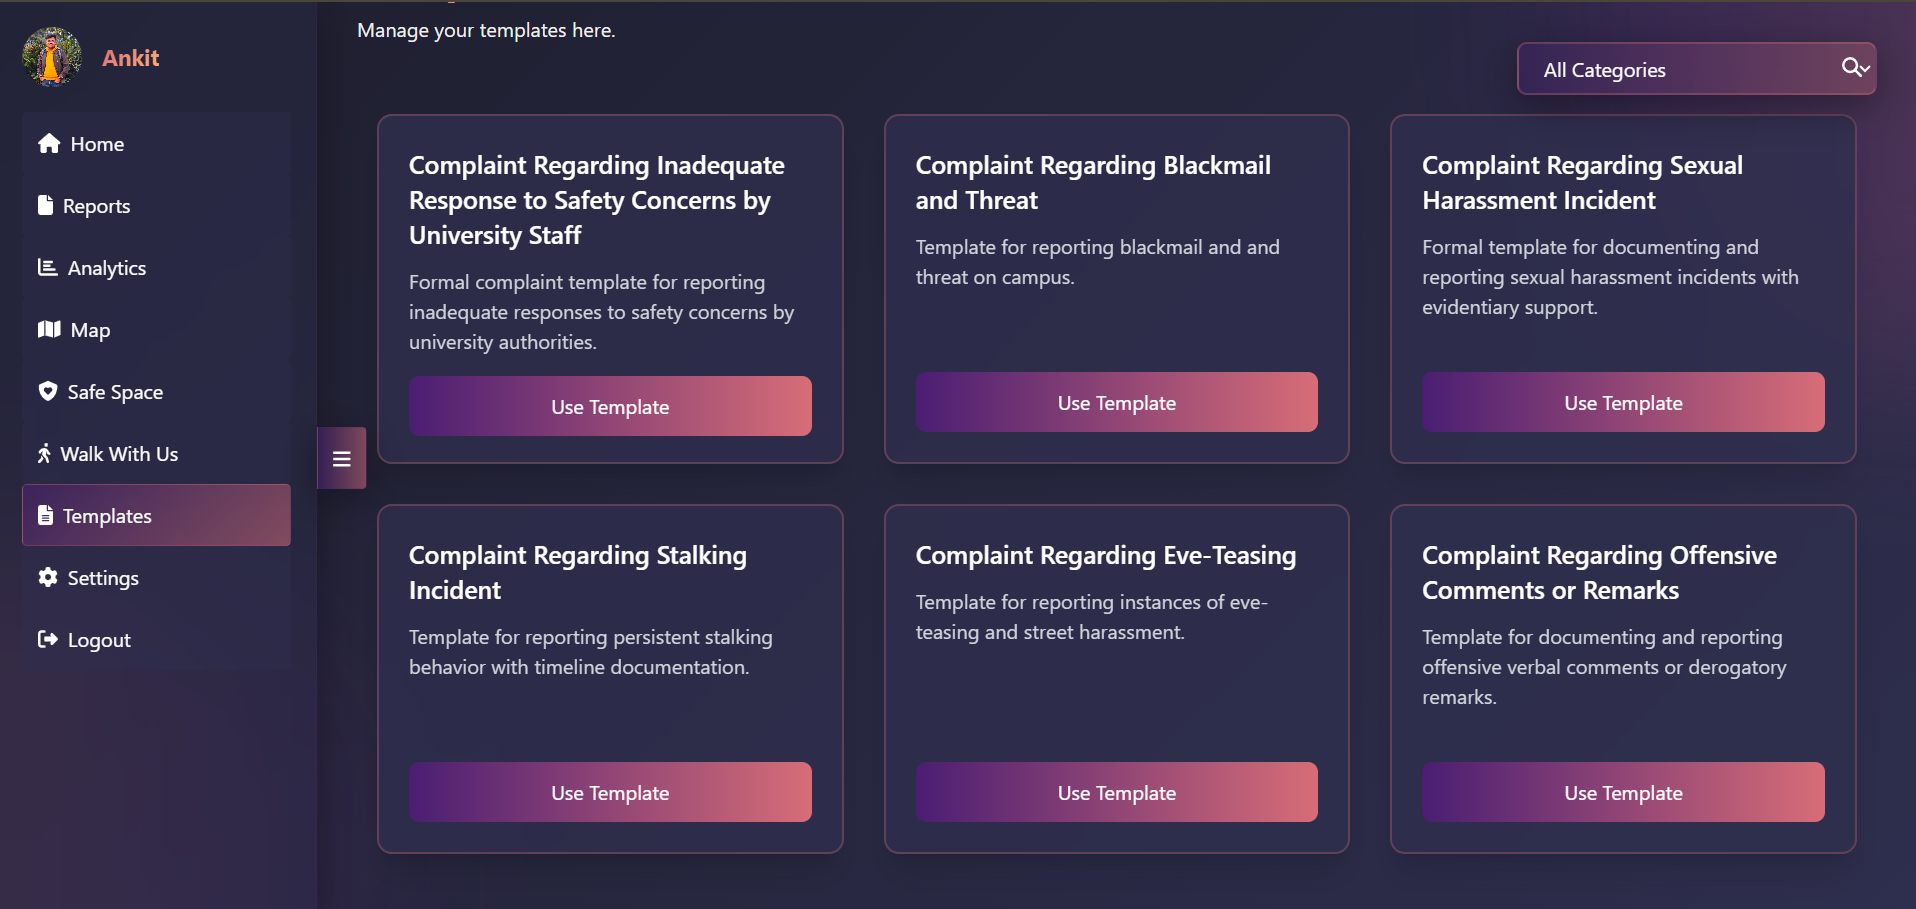 Ankit
Home
Reports
Analytics
Map
Safe Space
Walk With Us
Templates
Settings
Logout
Manage your templates here.
All Categories
Complaint Regarding Inadequate
Response to Safety Concerns by
University Staff
Formal complaint template for reporting
inadequate responses to safety concerns by
university authorities.
Use Template
Complaint Regarding Blackmail
and Threat
Template for reporting blackmail and and
threat on campus.
Use Template
Complaint Regarding Sexual
Harassment Incident
Formal template for documenting and
reporting sexual harassment incidents with
evidentiary support.
Use Template
Complaint Regarding Stalking
Incident
Template for reporting persistent stalking
behavior with timeline documentation.
Use Template
Complaint Regarding Eve-Teasing
Template for reporting instances of eve-
teasing and street harassment.
Use Template
Complaint Regarding Offensive
Comments or Remarks
Template for documenting and reporting
offensive verbal comments or derogatory
remarks.
Use Template